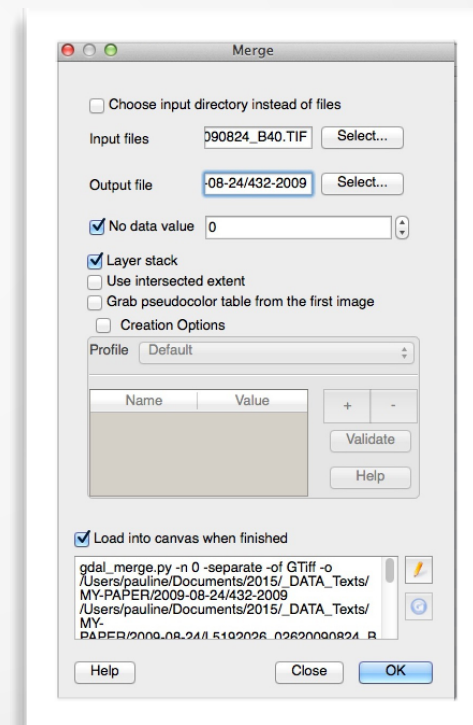 Merge
Choose input directory instead of files
Input files 090824_B40.TIF Select...
Output file -08-24/432-2009 Select...
No data value 0
Layer stack
Use intersected extent
Grab pseudocolor table from the first image
Creation Options
Profile Default
Name Value + -
Validate
Help
Load into canvas when finished
gdal_merge.py -n 0 -separate -of GTiff -o
/Users/pauline/Documents/2015/_DATA_Texts/
MY-PAPER/2009-08-24/432-2009
/Users/pauline/Documents/2015/_DATA_Texts/
MY-
PAPER/2009-08-24/L5192026_02620090824_B
Help Close OK